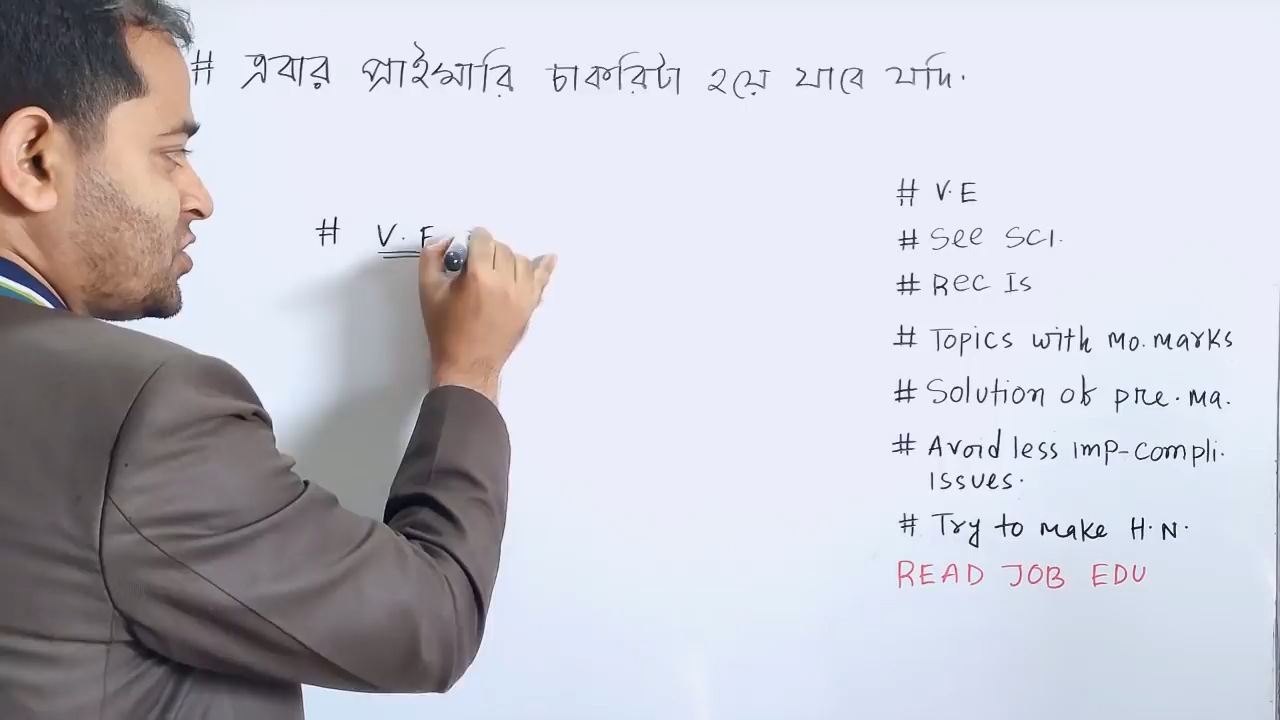 # এবার প্রাইমারি চাকরিটা হয়ে যাবে যদি.
# V. E
# V.E
# See Sci.
# Rec Is
# Topics with Mo. marks
# Solution of pre. ma.
# Avoid less imp-compli.
issues.
# Try to make H.N.
READ JOB EDU